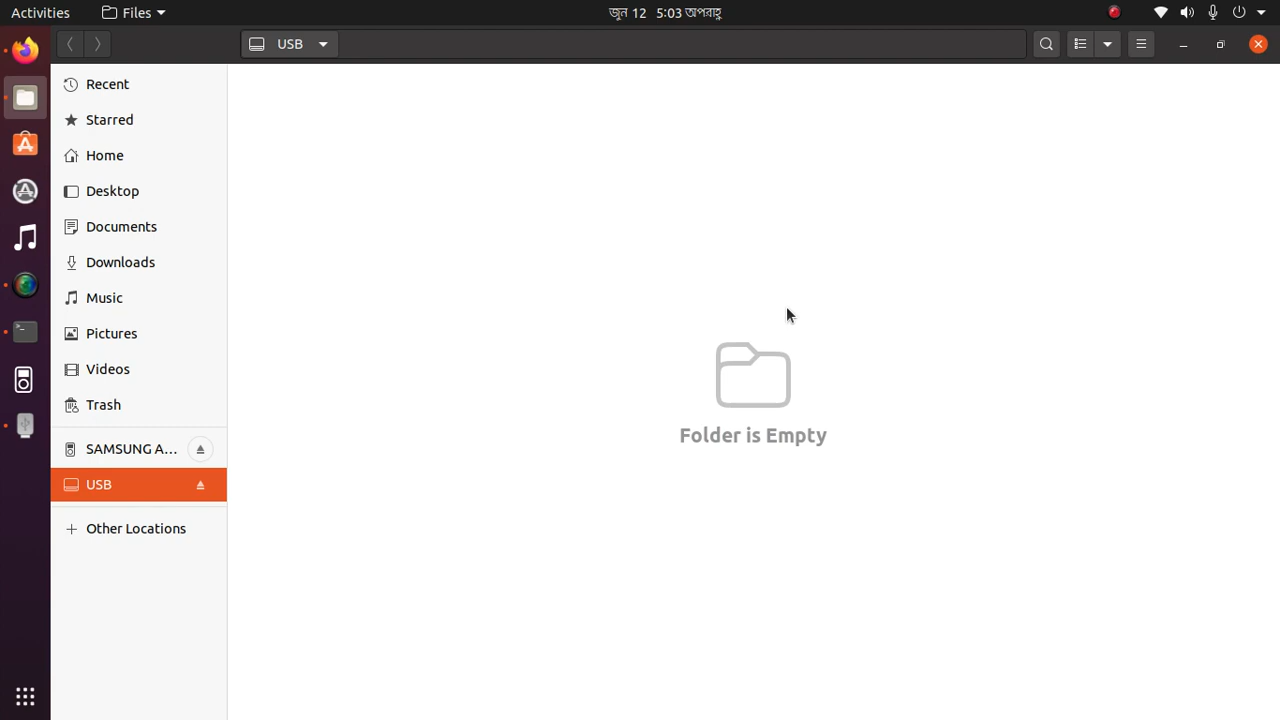 Activities Files জুন 12 5:03 অপরাহ্ণ
USB
Recent
Starred
Home
Desktop
Documents
Downloads
Music
Pictures
Videos
Trash
SAMSUNG A...
USB
Other Locations
Folder is Empty